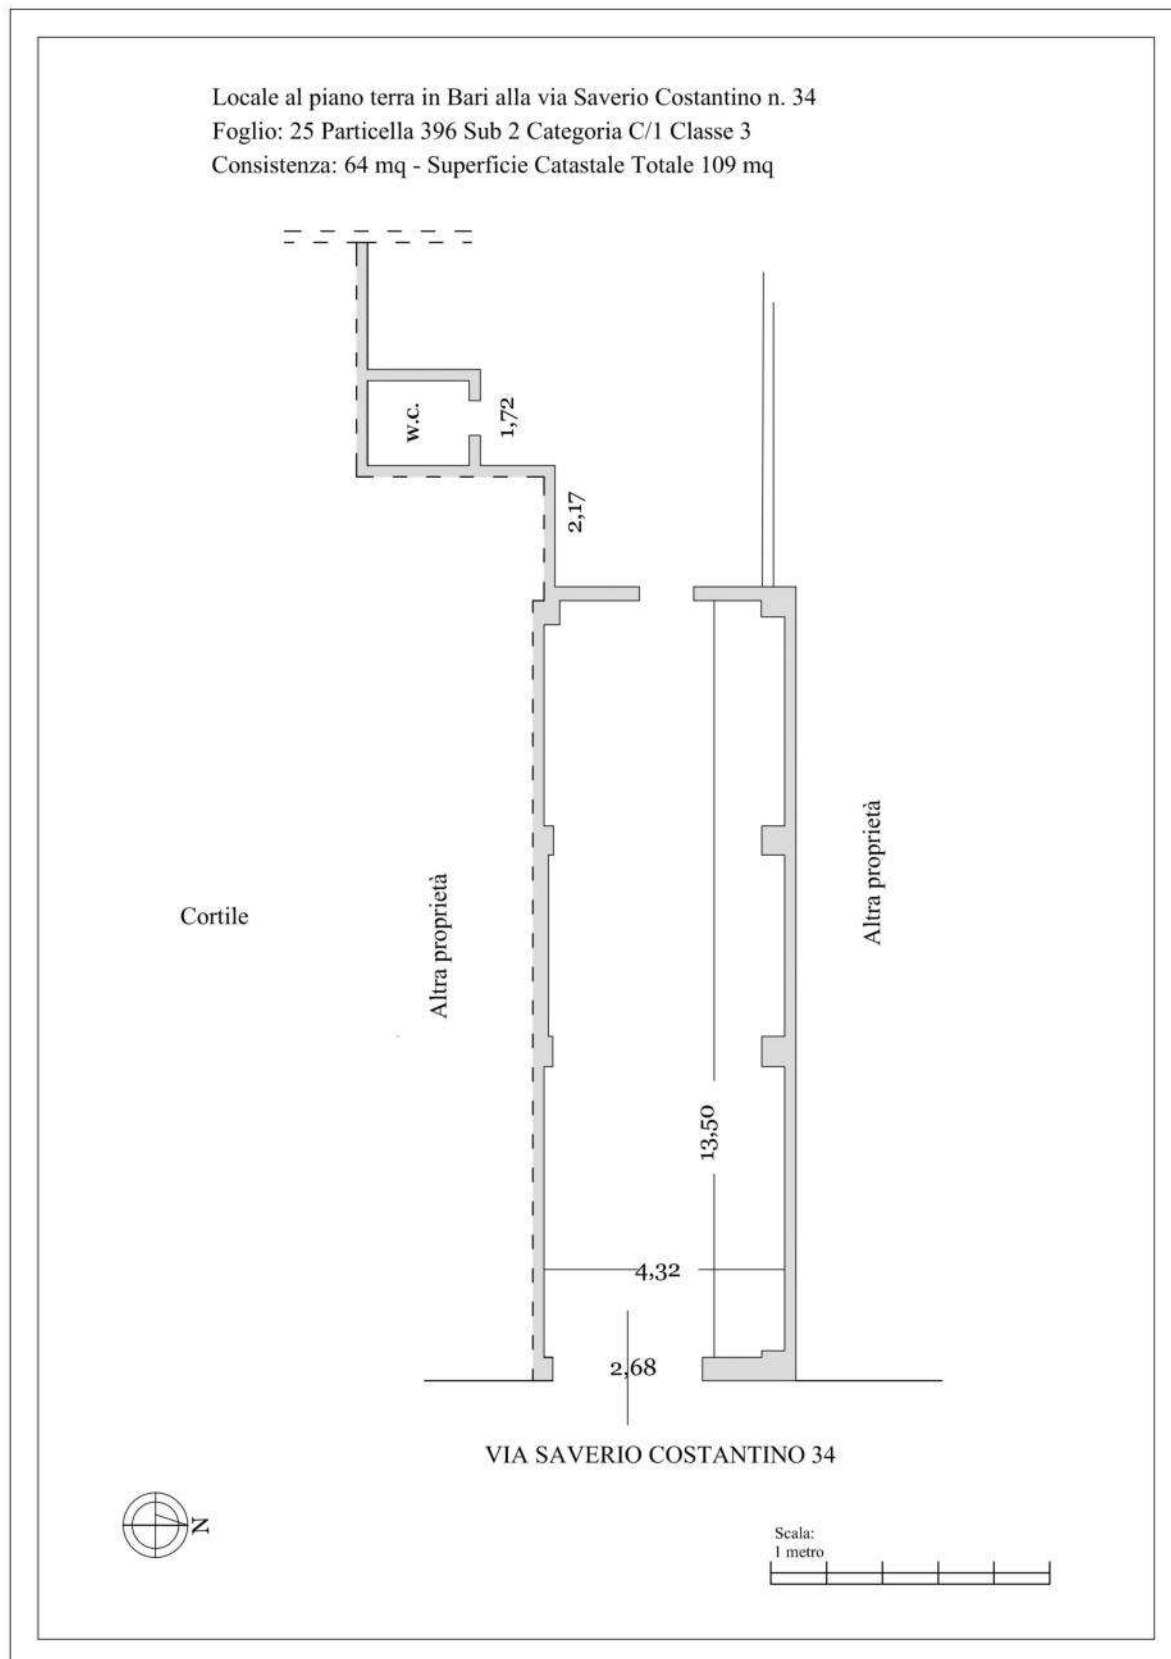 Locale al piano terra in Bari alla via Saverio Costantino n. 34
Foglio: 25 Particella 396 Sub 2 Categoria C/1 Classe 3
Consistenza: 64 mq - Superficie Catastale Totale 109 mq
w.c.
1,72
2,17
Altra proprietà
Altra proprietà
Cortile
13,50
4,32
2,68
VIA SAVERIO COSTANTINO 34
N
Scala:
1 metro